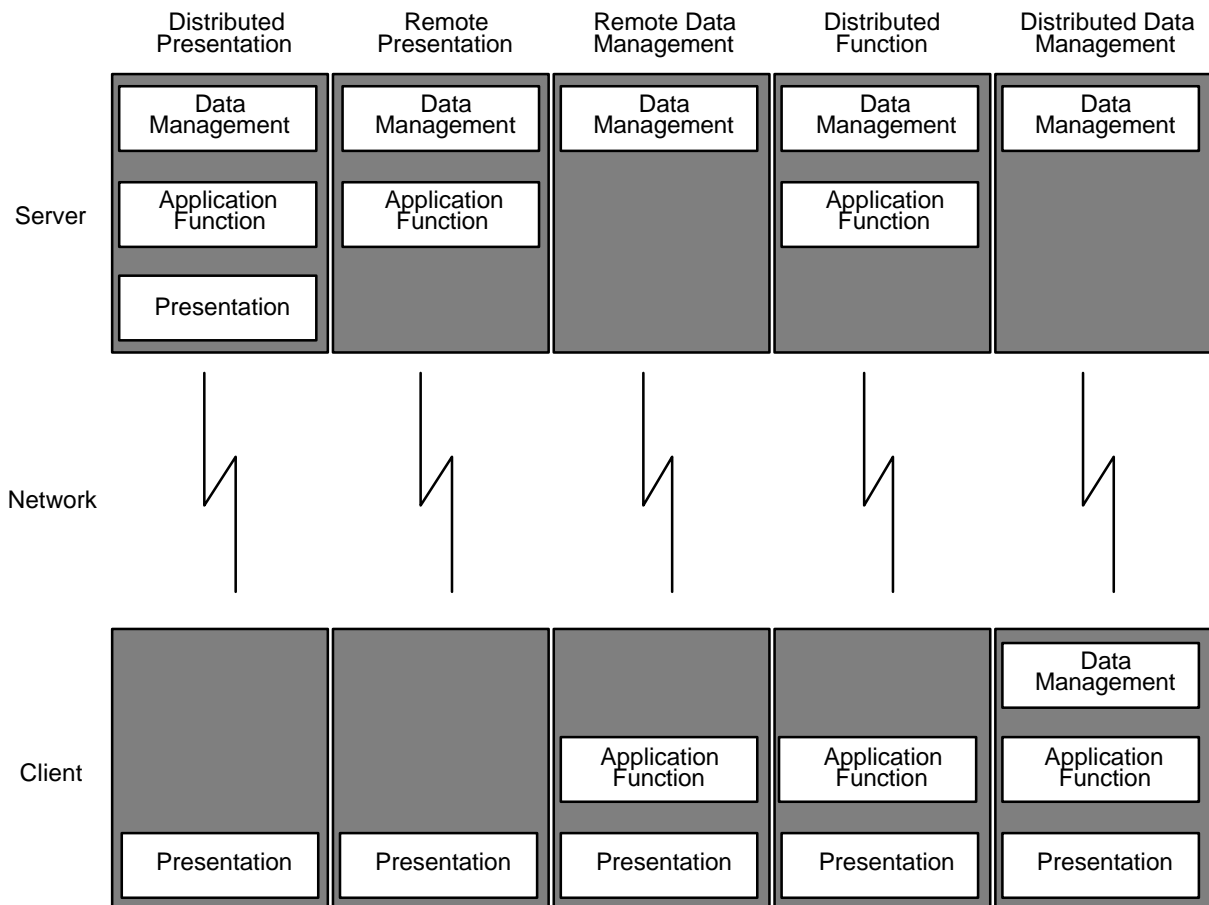 Distributed
Presentation
Remote
Presentation
Remote Data
Management
Distributed
Function
Distributed Data
Management
Server
Data
Management
Data
Management
Data
Management
Data
Management
Data
Management
Application
Function
Application
Function
Application
Function
Presentation
Network
Client
Data
Management
Application
Function
Application
Function
Application
Function
Presentation
Presentation
Presentation
Presentation
Presentation